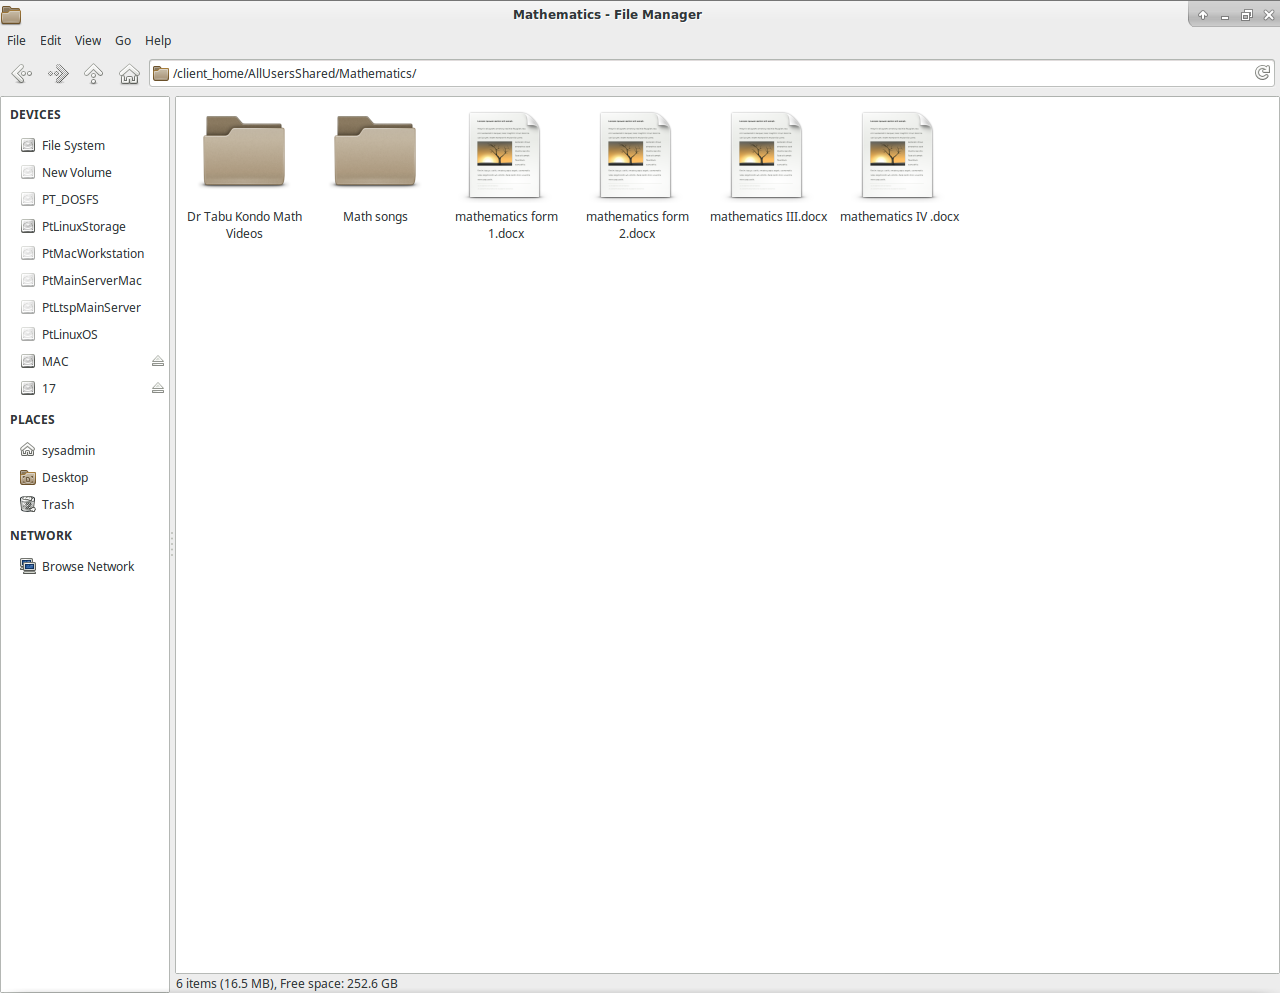 Mathematics - File Manager
File Edit View Go Help
/client_home/AllUsersShared/Mathematics/
DEVICES
File System
New Volume
PT_DOSFS
PtLinuxStorage
PtMacWorkstation
PtMainServerMac
PtLtspMainServer
PtLinuxOS
MAC
17
PLACES
sysadmin
Desktop
Trash
NETWORK
Browse Network
Dr Tabu Kondo Math
Videos
Math songs
mathematics form
1.docx
mathematics form
2.docx
mathematics III.docx
mathematics IV .docx
6 items (16.5 MB), Free space: 252.6 GB